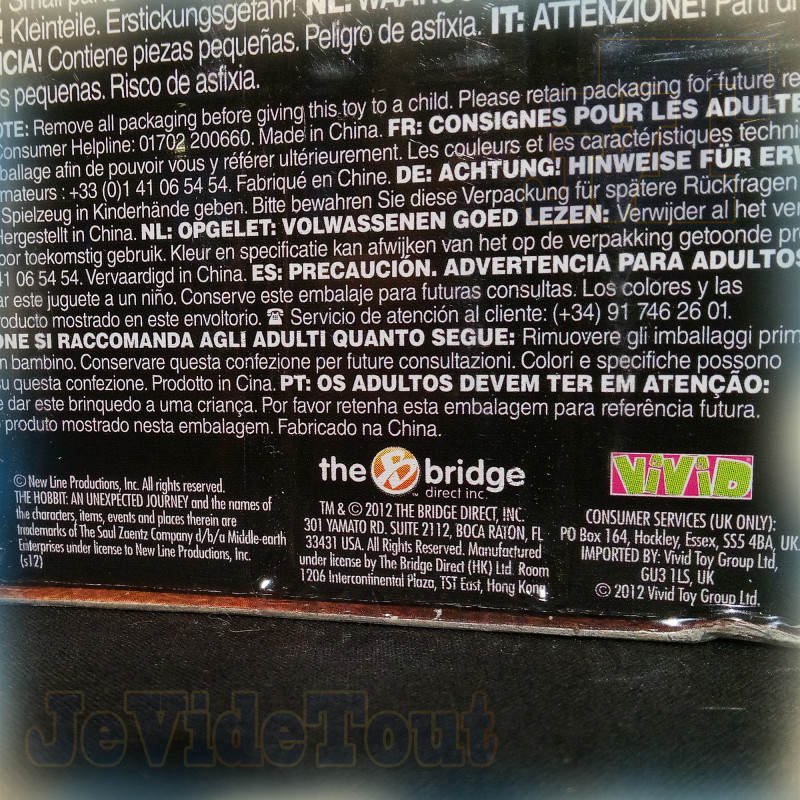 Small parts
! Kleinteile. Erstickungsgefahr! NL: WAARS
NCIA! Contiene piezas pequeñas. Peligro de asfixia. IT: ATTENZIONE! Parti di
s pequenas. Risco de asfixia.
OTE: Remove all packaging before giving this toy to a child. Please retain packaging for future re
Consumer Helpline: 01702 200660. Made in China. FR: CONSIGNES POUR LES ADULTE
ballage afin de pouvoir vous y référer ultérieurement. Les couleurs et les caractéristiques techni
mateurs : +33 (0)1 41 06 54 54. Fabriqué en Chine. DE: ACHTUNG! HINWEISE FÜR ERW
Spielzeug in Kinderhände geben. Bitte bewahren Sie diese Verpackung für spätere Rückfragen
Hergestellt in China. NL: OPGELET: VOLWASSENEN GOED LEZEN: Verwijder al het ver
oor toekomstig gebruik. Kleur en specificatie kan afwijken van het op de verpakking getoonde pr
41 06 54 54. Vervaardigd in China. ES: PRECAUCIÓN. ADVERTENCIA PARA ADULTOS
ar este juguete a un niño. Conserve este embalaje para futuras consultas. Los colores y las
roducto mostrado en este envoltorio. ☎ Servicio de atención al cliente: (+34) 91 746 26 01.
ONE SI RACCOMANDA AGLI ADULTI QUANTO SEGUE: Rimuovere gli imballaggi prim
n bambino. Conservare questa confezione per future consultazioni. Colori e specifiche possono
su questa confezione. Prodotto in Cina. PT: OS ADULTOS DEVEM TER EM ATENÇÃO:
e dar este brinquedo a uma criança. Por favor retenha esta embalagem para referência futura.
produto mostrado nesta embalagem. Fabricado na China.
© New Line Productions, Inc. All rights reserved.
THE HOBBIT: AN UNEXPECTED JOURNEY and the names of
the characters, items, events and places therein are
trademarks of The Saul Zaentz Company d/b/a Middle-earth
Enterprises under license to New Line Productions, Inc.
(s12)
the B bridge™
direct inc.
TM & © 2012 THE BRIDGE DIRECT, INC.
301 YAMATO RD. SUITE 2112, BOCA RATON, FL
33431 USA. All Rights Reserved. Manufactured
under license by The Bridge Direct (HK) Ltd. Room
1206 Intercontinental Plaza, TST East, Hong Kong
ViViD
CONSUMER SERVICES (UK ONLY):
PO Box 164, Hockley, Essex, SS5 4BA, UK.
IMPORTED BY: Vivid Toy Group Ltd,
GU3 1LS, UK
© 2012 Vivid Toy Group Ltd.
JeVideTout